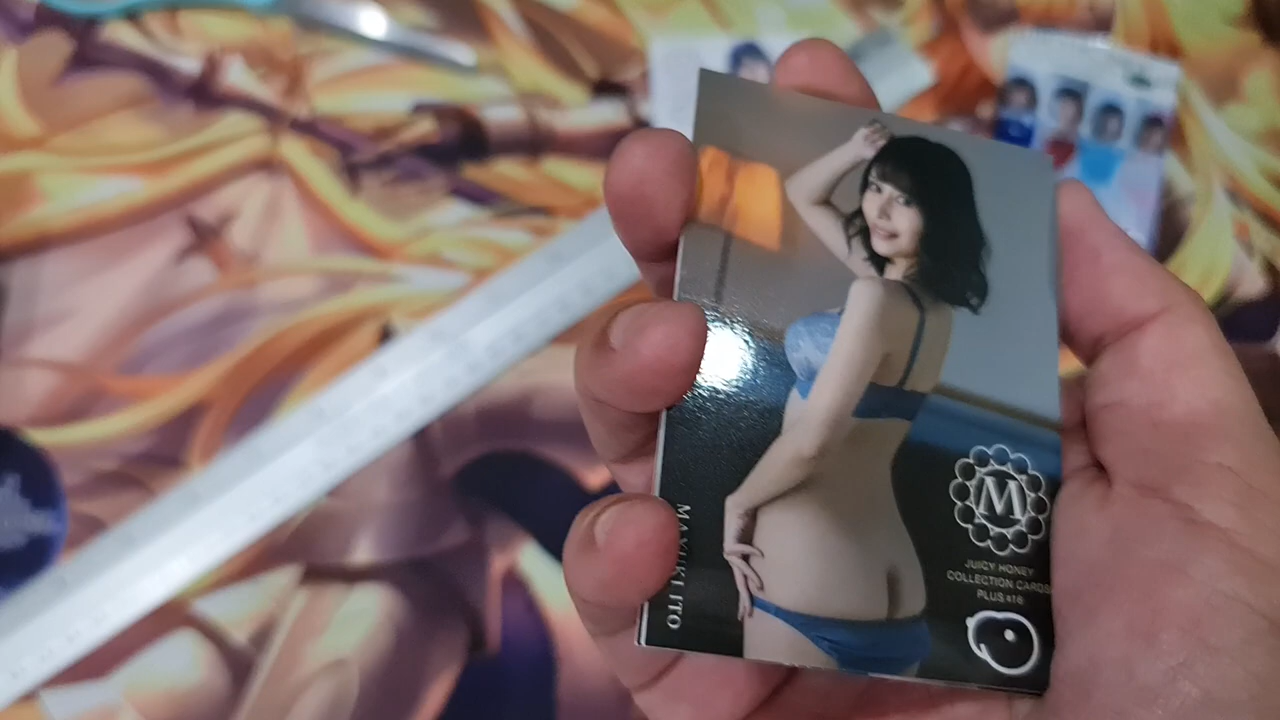 MAYUKI ITO
M
JUICY HONEY
COLLECTION CARDS
PLUS #16